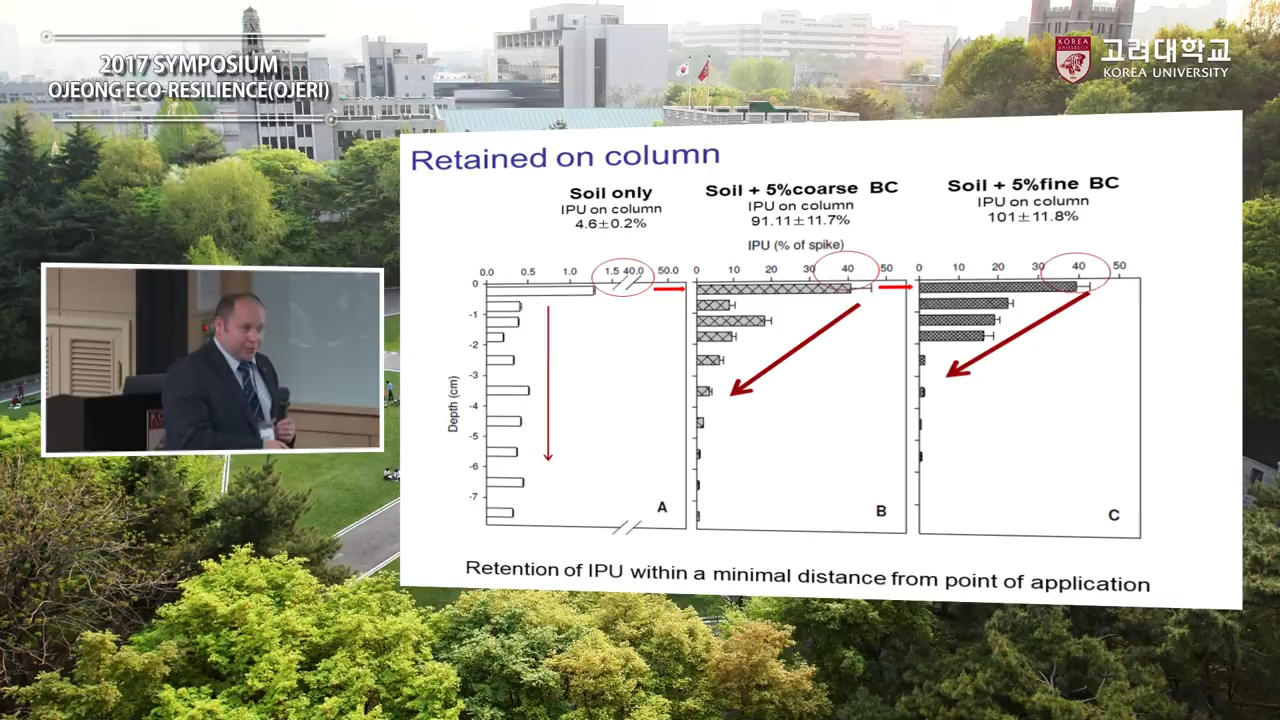 2017 SYMPOSIUM
OJEONG ECO-RESILIENCE(OJERI)
KOREA
고려대학교
KOREA UNIVERSITY
Retained on column
Soil only
IPU on column
4.6±0.2%
Soil + 5%coarse BC
IPU on column
91.11±11.7%
Soil + 5%fine BC
IPU on column
101±11.8%
IPU (% of spike)
0.0 0.5 1.0 1.5 40.0 50.0
0 10 20 30 40 50
0 10 20 30 40 50
Depth (cm)
0
-1
-2
-3
-4
-5
-6
-7
A
B
C
Retention of IPU within a minimal distance from point of application